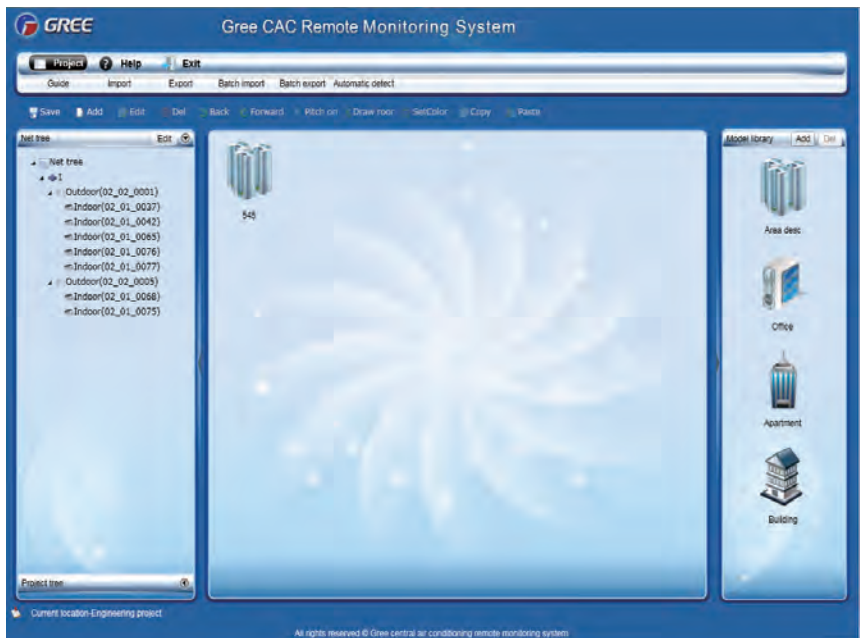 GREE Gree CAC Remote Monitoring System
Project Help Exit
Guide Import Export Batch import Batch export Automatic detect
Save Add Edit Del Back Forward Pitch on Draw roor SetColor Copy Paste
Net tree Edit
Net tree
1
Outdoor(02_02_0001)
Indoor(02_01_0037)
Indoor(02_01_0042)
Indoor(02_01_0065)
Indoor(02_01_0076)
Indoor(02_01_0077)
Outdoor(02_02_0005)
Indoor(02_01_0068)
Indoor(02_01_0075)
Project tree
545
Model library Add Del
Area desc
Office
Apartment
Building
Current location-Engineering project
All rights reserved © Gree central air conditioning remote monitoring system